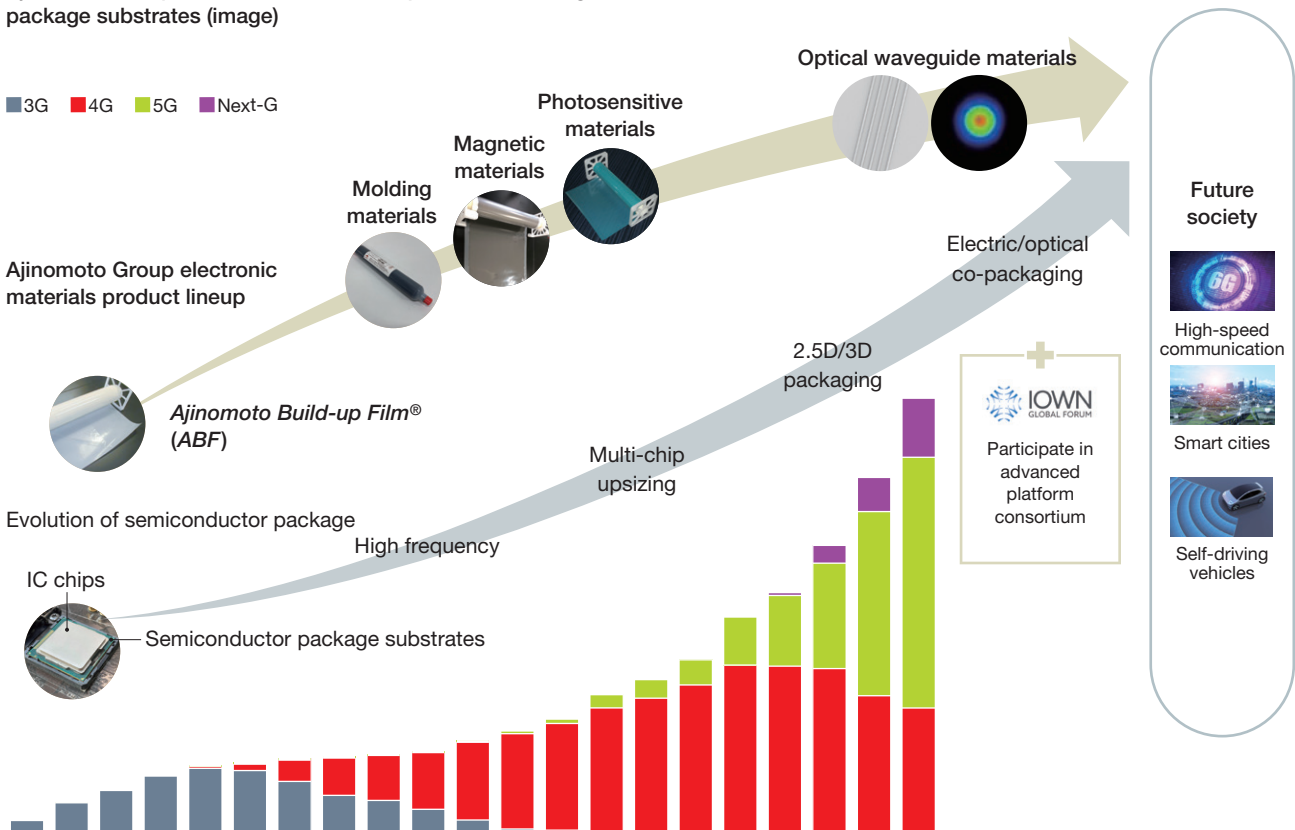 package substrates (image)
3G
4G
5G
Next-G
Optical waveguide materials
Photosensitive
materials
Magnetic
materials
Molding
materials
Ajinomoto Group electronic
materials product lineup
Ajinomoto Build-up Film®
(ABF)
Evolution of semiconductor package
IC chips
Semiconductor package substrates
High frequency
Multi-chip
upsizing
2.5D/3D
packaging
Electric/optical
co-packaging
IOWN
GLOBAL FORUM
Participate in
advanced
platform
consortium
Future
society
6G
High-speed
communication
Smart cities
Self-driving
vehicles